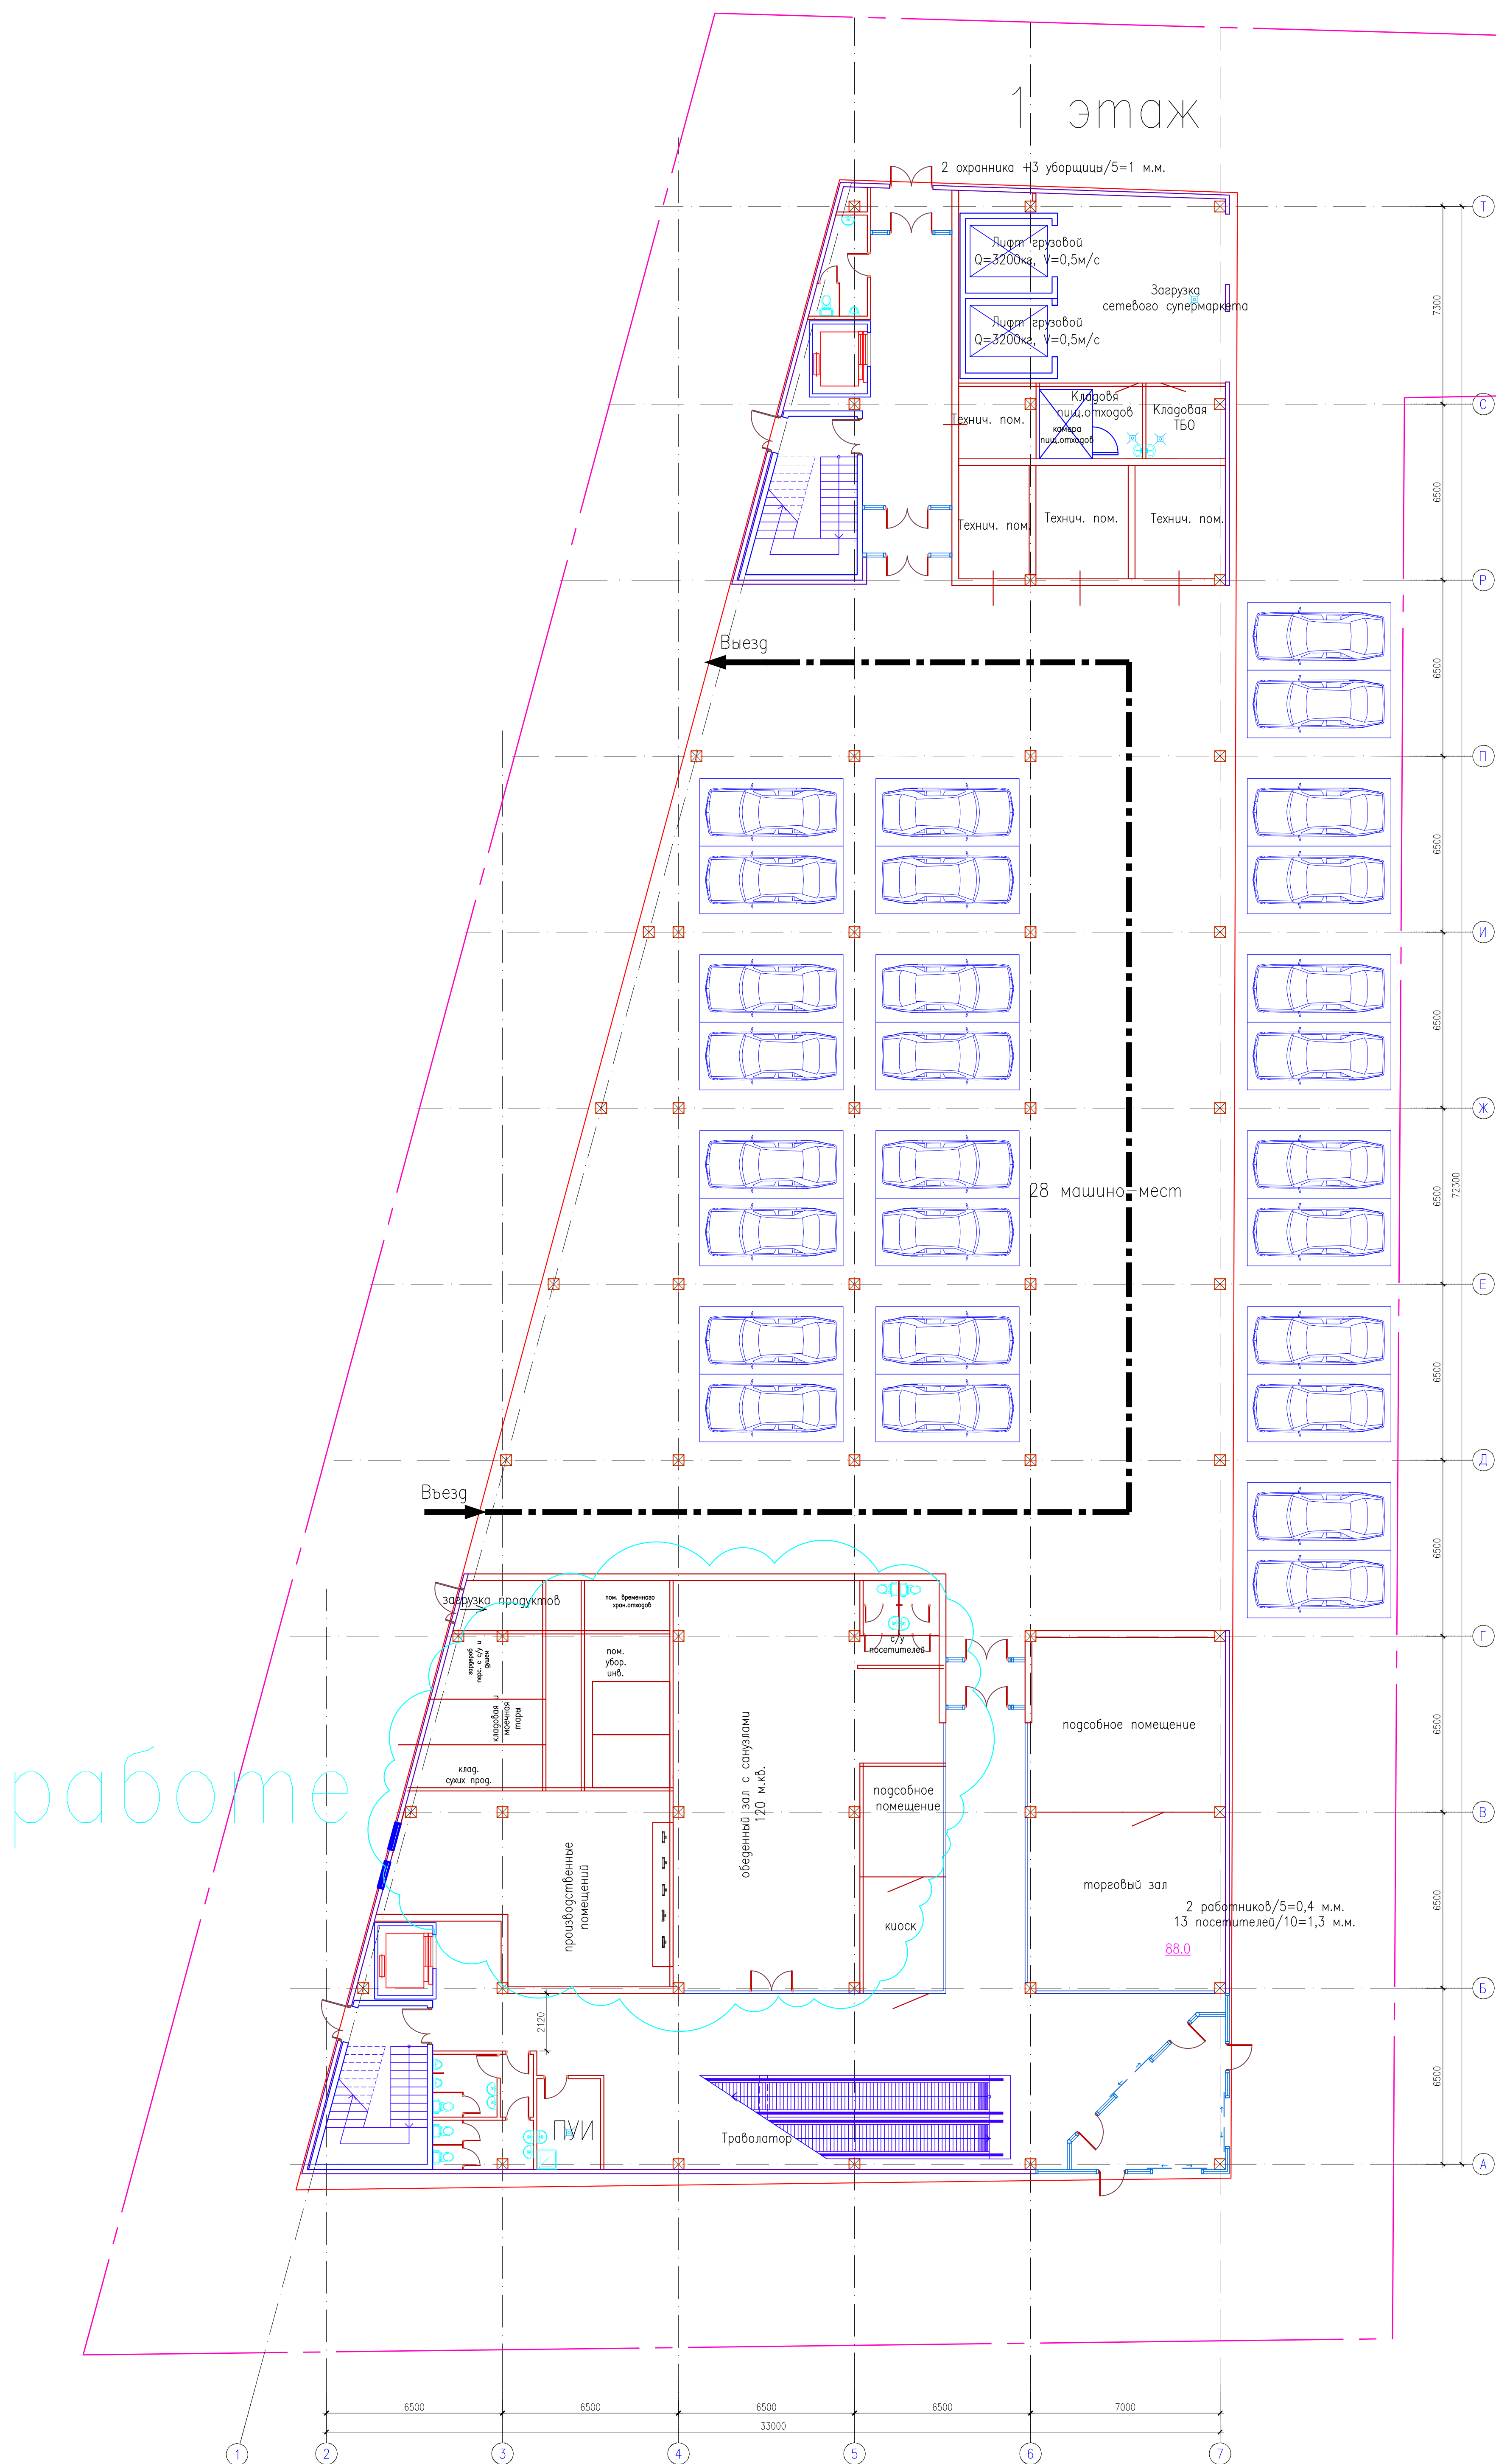 1 этаж
2 охранника +3 уборщицы/5=1 м.м.
Т
Лифт грузовой
Q=3200кг, V=0,5м/с
Загрузка
сетевого супермаркета
7300
Лифт грузовой
Q=3200кг, V=0,5м/с
Кладовя
пищ.отходов
С
Технич. пом.
камера
пищ.отходов
Кладовая
ТБО
6500
Технич. пом.
Технич. пом.
Технич. пом.
Р
Выезд
6500
П
6500
И
6500
Ж
28 машино-мест
6500
72300
Е
6500
Д
Въезд
6500
загрузка продуктов
пом. временного
хран.отходов
Г
с/у
посетителей
гардероб
перс. с с/у и
душем
пом.
убор.
инв.
кладовая и
моечная
тары
6500
подсобное помещение
клад.
сухих прод.
обеденный зал с санузлами
120 м.кв.
подсобное
помещение
работе
В
производственные
помещений
торговый зал
6500
2 работников/5=0,4 м.м.
13 посетителей/10=1,3 м.м.
киоск
88.0
Б
2120
6500
ПУИ
Траволатор
А
6500
6500
6500
6500
7000
33000
1
2
3
4
5
6
7